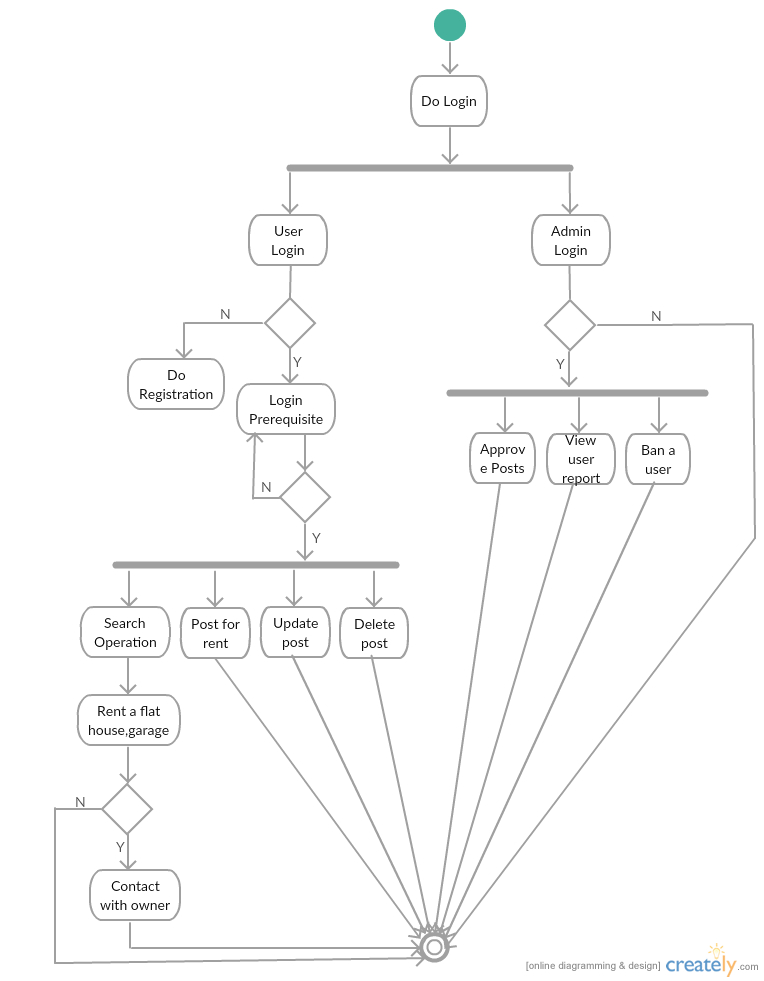 Do Login
User
Login
Admin
Login
N
N
Y
Y
Do
Registration
Login
Prerequisite
Approv
e Posts
View
user
report
Ban a
user
N
Y
Search
Operation
Post for
rent
Update
post
Delete
post
Rent a flat
house,garage
N
Y
Contact
with owner
[online diagramming & design] creately.com